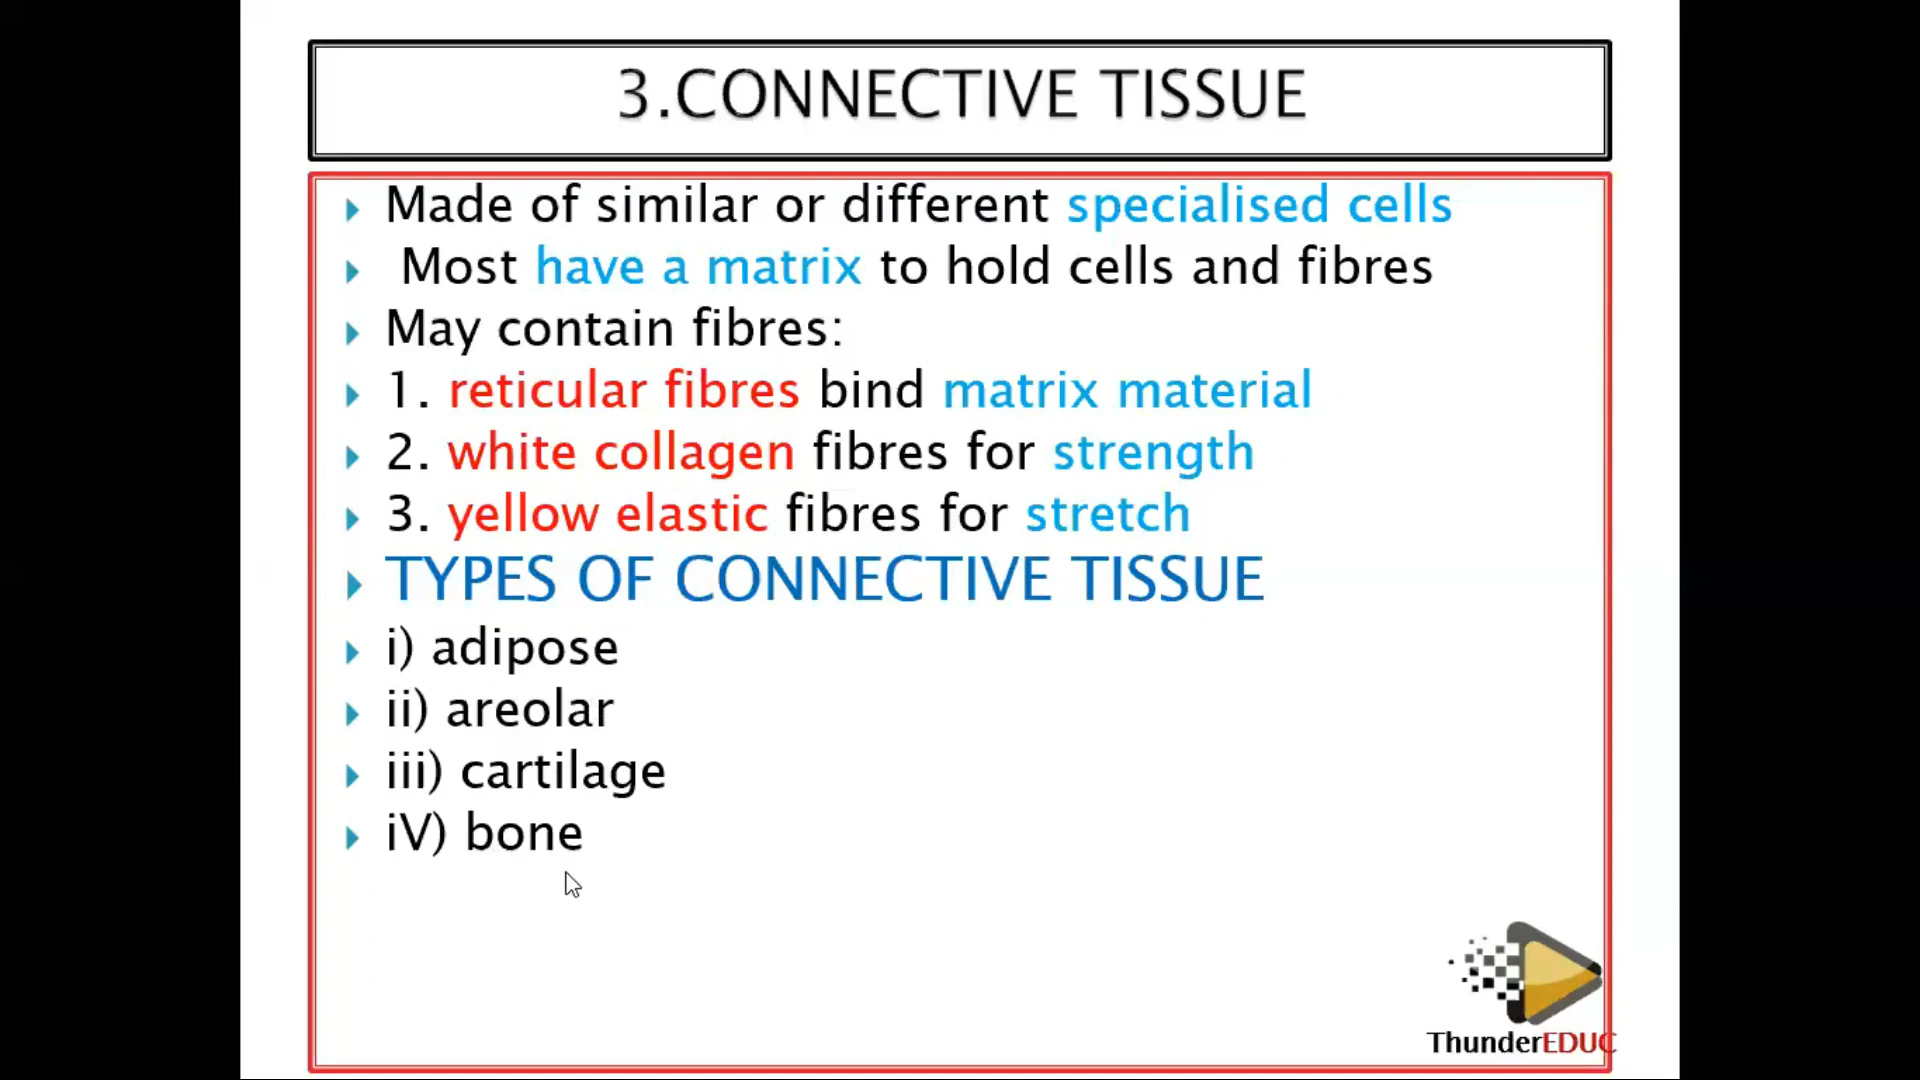 3.CONNECTIVE TISSUE
Made of similar or different specialised cells
Most have a matrix to hold cells and fibres
May contain fibres:
1. reticular fibres bind matrix material
2. white collagen fibres for strength
3. yellow elastic fibres for stretch
TYPES OF CONNECTIVE TISSUE
i) adipose
ii) areolar
iii) cartilage
iV) bone
ThunderEDUC